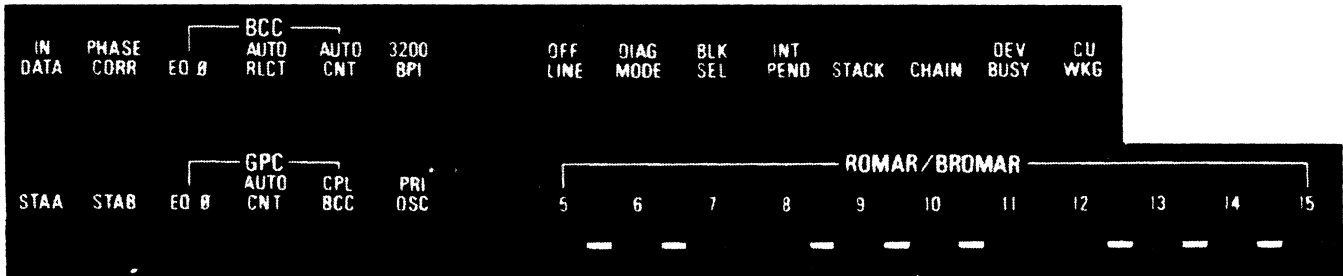 BCC
IN PHASE AUTO AUTO 3200 OFF DIAG BLK INT DEV CU
DATA CORR EQ Ø RLCT CNT BPI LINE MODE SEL PEND STACK CHAIN BUSY WKG
GPC ROMAR/BROMAR
AUTO CPL PRI
STAA STAB EQ Ø CNT BCC OSC 5 6 7 8 9 10 11 12 13 14 15